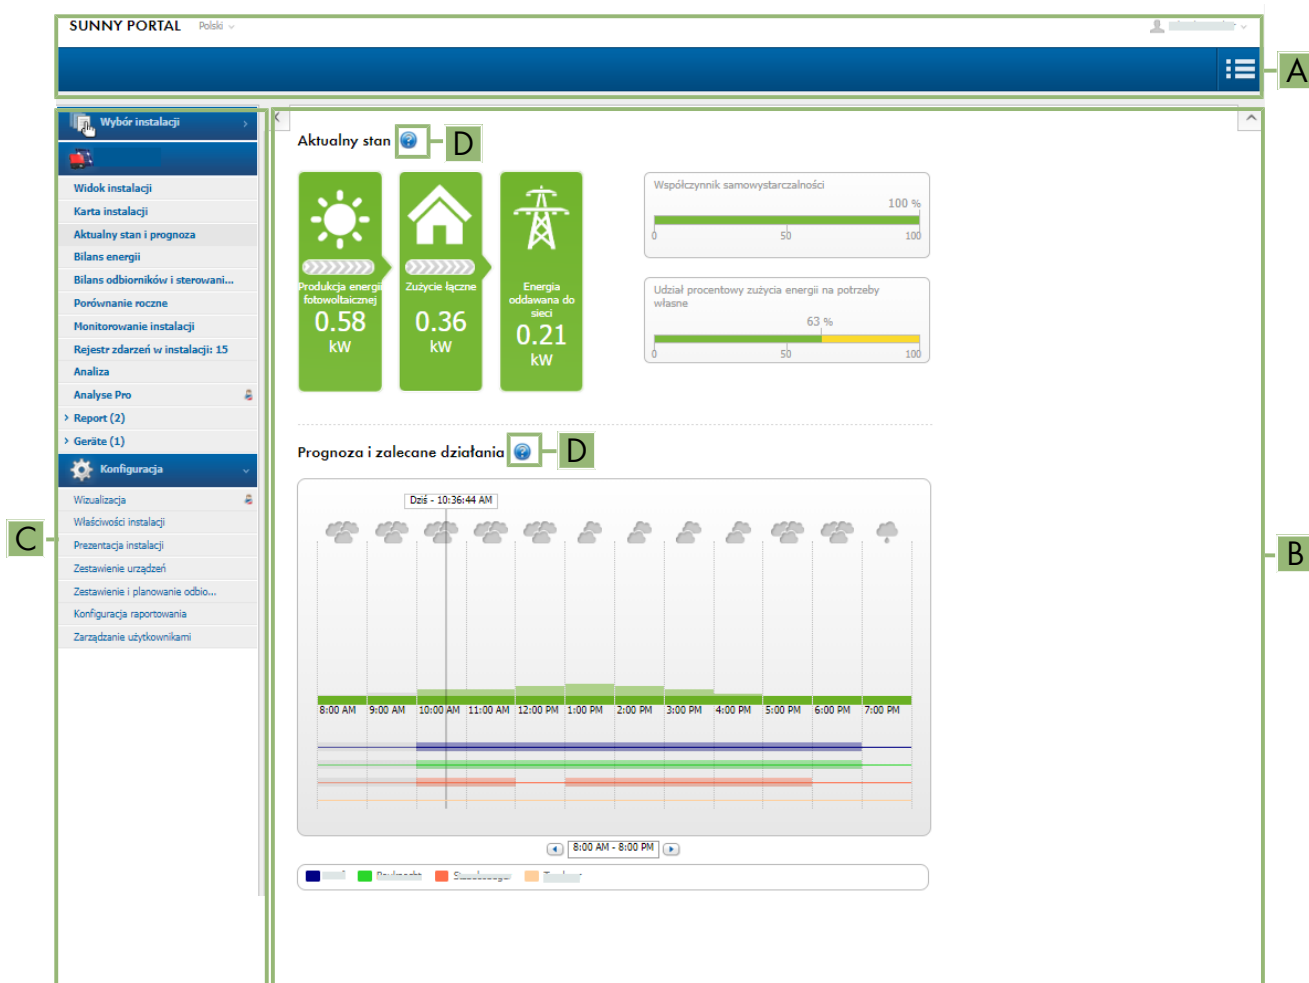 SUNNY PORTAL Polski
A
Wybór instalacji
Widok instalacji
Karta instalacji
Aktualny stan i prognoza
Bilans energii
Bilans odbiorników i sterowani...
Porównanie roczne
Monitorowanie instalacji
Rejestr zdarzeń w instalacji: 15
Analiza
Analyse Pro
Report (2)
Geräte (1)
Konfiguracja
Wizualizacja
Właściwości instalacji
Prezentacja instalacji
Zestawienie urządzeń
Zestawienie i planowanie odbio...
Konfiguracja raportowania
Zarządzanie użytkownikami
C
Aktualny stan ? D
Produkcja energii
fotowoltaicznej
0.58
kW
Zużycie łączne
0.36
kW
Energia
oddawana do
sieci
0.21
kW
Współczynnik samowystarczalności
100 %
0 50 100
Udział procentowy zużycia energii na potrzeby
własne
63 %
0 50 100
Prognoza i zalecane działania ? D
Dziś - 10:36:44 AM
8:00 AM 9:00 AM 10:00 AM 11:00 AM 12:00 PM 1:00 PM 2:00 PM 3:00 PM 4:00 PM 5:00 PM 6:00 PM 7:00 PM
8:00 AM - 8:00 PM
B